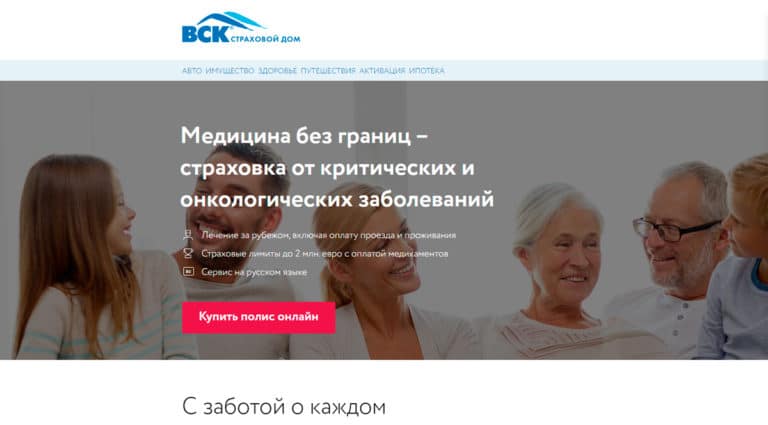 ВСК СТРАХОВОЙ ДОМ
АВТО ИМУЩЕСТВО ЗДОРОВЬЕ ПУТЕШЕСТВИЯ АКТИВАЦИЯ ИПОТЕКА
Медицина без границ –
страховка от критических и
онкологических заболеваний
Лечение за рубежом, включая оплату проезда и проживания
Страховые лимиты до 2 млн. евро с оплатой медикаментов
Сервис на русском языке
Купить полис онлайн
С заботой о каждом